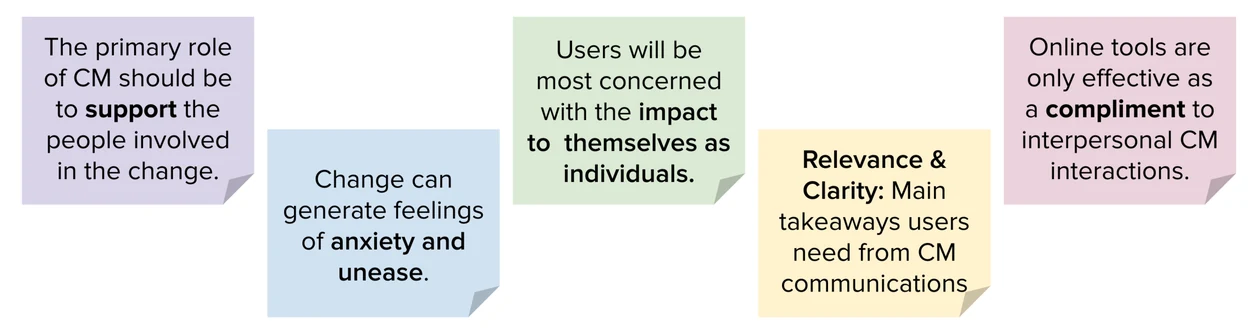 The primary role
of CM should be
to support the
people involved
in the change.
Change can
generate feelings
of anxiety and
unease.
Users will be
most concerned
with the impact
to  themselves as
individuals.
Relevance &
Clarity: Main
takeaways users
need from CM
communications
Online tools are
only effective as
a compliment to
interpersonal CM
interactions.